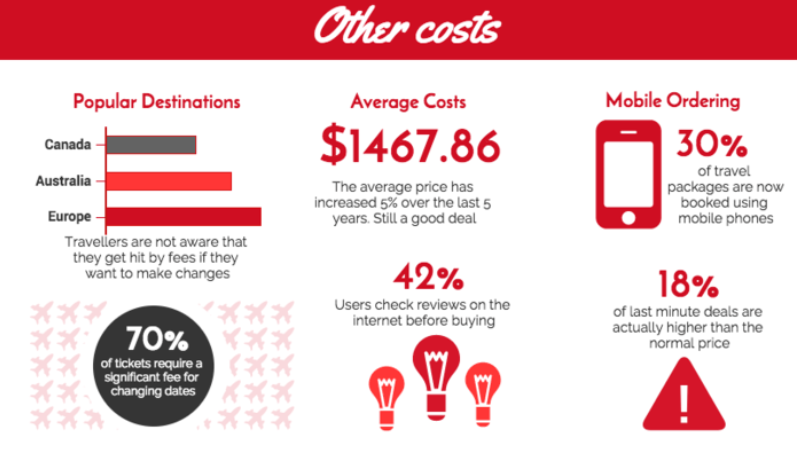 Other costs
Popular Destinations
Canada
Australia
Europe
Travellers are not aware that
they get hit by fees if they
want to make changes
70%
of tickets require a
significant fee for
changing dates
Average Costs
$1467.86
The average price has
increased 5% over the last 5
years. Still a good deal
42%
Users check reviews on the
internet before buying
Mobile Ordering
30%
of travel
packages are now
booked using
mobile phones
18%
of last minute deals are
actually higher than the
normal price
!